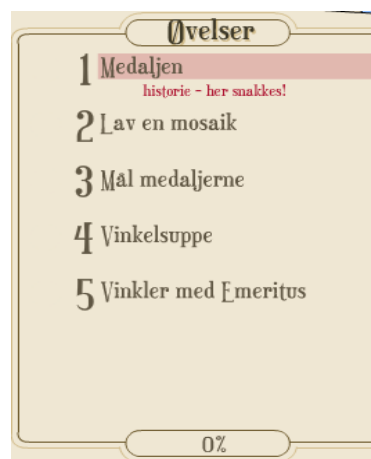 Øvelser
1 Medaljen
historie - her snakkes!
2 Lav en mosaik
3 Mål medaljerne
4 Vinkelsuppe
5 Vinkler med Emeritus
0%